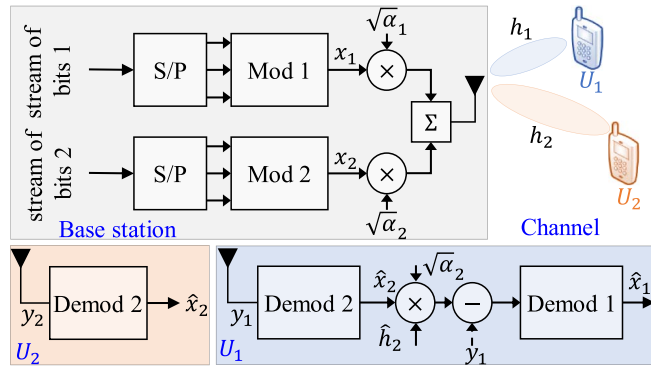 stream of
bits 1
S/P
Mod 1
x₁
√α₁
×
h₁
U₁
Σ
stream of
bits 2
S/P
Mod 2
x₂
×
√α₂
h₂
U₂
Base station
Channel
y₂
Demod 2
x̂₂
U₂
y₁
Demod 2
x̂₂
√α₂
×
ĥ₂
−
y₁
Demod 1
x̂₁
U₁